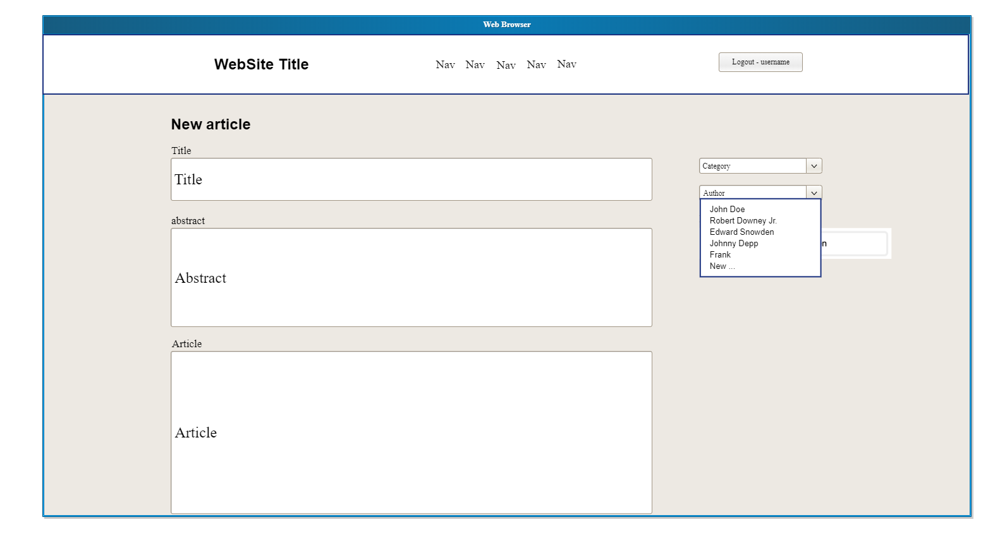 Web Browser
WebSite Title
Nav Nav Nav Nav Nav
Logout - username
New article
Title
Title
Category
Author
John Doe
Robert Downey Jr.
Edward Snowden
Johnny Depp
Frank
New ...
abstract
Abstract
Article
Article